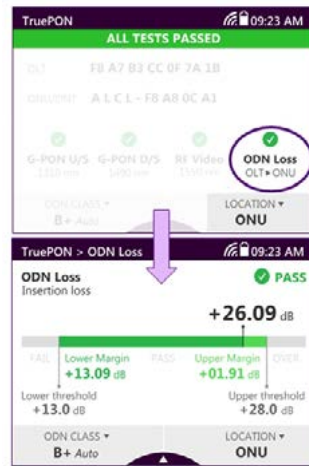 TruePON 09:23 AM
ALL TESTS PASSED
OLT F8 A7 B3 CC 0F 7A 1B
ONU/ONT A L C L - F8 A8 0C A1
G-PON U/S G-PON D/S RF Video ODN Loss
1310 nm 1490 nm 1550 nm OLT▸ONU
ODN CLASS ▾ LOCATION ▾
B+ Auto ONU
TruePON > ODN Loss 09:23 AM
ODN Loss PASS
Insertion loss
+26.09 dB
FAIL Lower Margin PASS Upper Margin OVER
+13.09 dB +01.91 dB
Lower threshold Upper threshold
+13.0 dB +28.0 dB
ODN CLASS ▾ LOCATION ▾
B+ Auto ONU